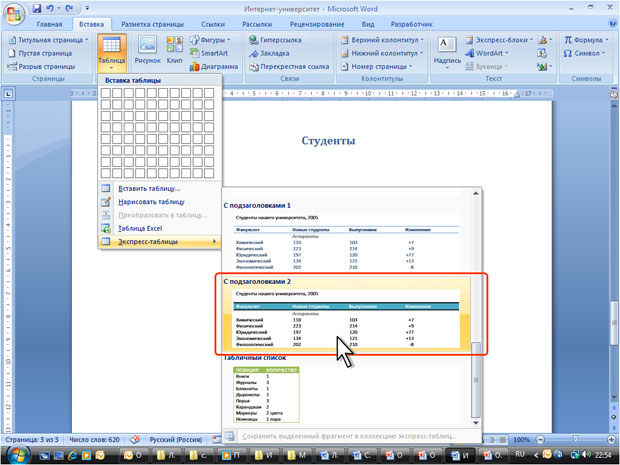 Интернет-университет - Microsoft Word
Главная Вставка Разметка страницы Ссылки Рассылки Рецензирование Вид Разработчик
Титульная страница
Пустая страница
Разрыв страницы
Страницы
Таблица
Рисунок
Клип
Фигуры
SmartArt
Диаграмма
Гиперссылка
Закладка
Перекрестная ссылка
Связи
Верхний колонтитул
Нижний колонтитул
Номер страницы
Колонтитулы
Надпись
Экспресс-блоки
WordArt
Буквица
Текст
Формула
Символ
Символы
Вставка таблицы
Вставить таблицу...
Нарисовать таблицу
Преобразовать в таблицу...
Таблица Excel
Экспресс-таблицы
Студенты
С подзаголовками 1
Студенты нашего университета, 2005
Факультет Новые студенты Выпускники Изменение
Аспиранты
Химический 110 103 +7
Физический 223 214 +9
Юридический 197 120 +77
Экономический 134 121 +13
Филологический 202 210 -8
С подзаголовками 2
Студенты нашего университета, 2005
Факультет Новые студенты Выпускники Изменение
Аспиранты
Химический 110 103 +7
Физический 223 214 +9
Юридический 197 120 +77
Экономический 134 121 +13
Филологический 202 210 -8
Табличный список
ПОЗИЦИЯ КОЛИЧЕСТВО
Книги 1
Журналы 3
Блокноты 1
Дыроколы 1
Перья 3
Карандаши 2
Маркеры 2 цвета
Ножницы 1 пара
Сохранить выделенный фрагмент в коллекцию экспресс-таблиц...
Страница: 3 из 3 Число слов: 620 Русский (Россия) 100%
RU 22:54